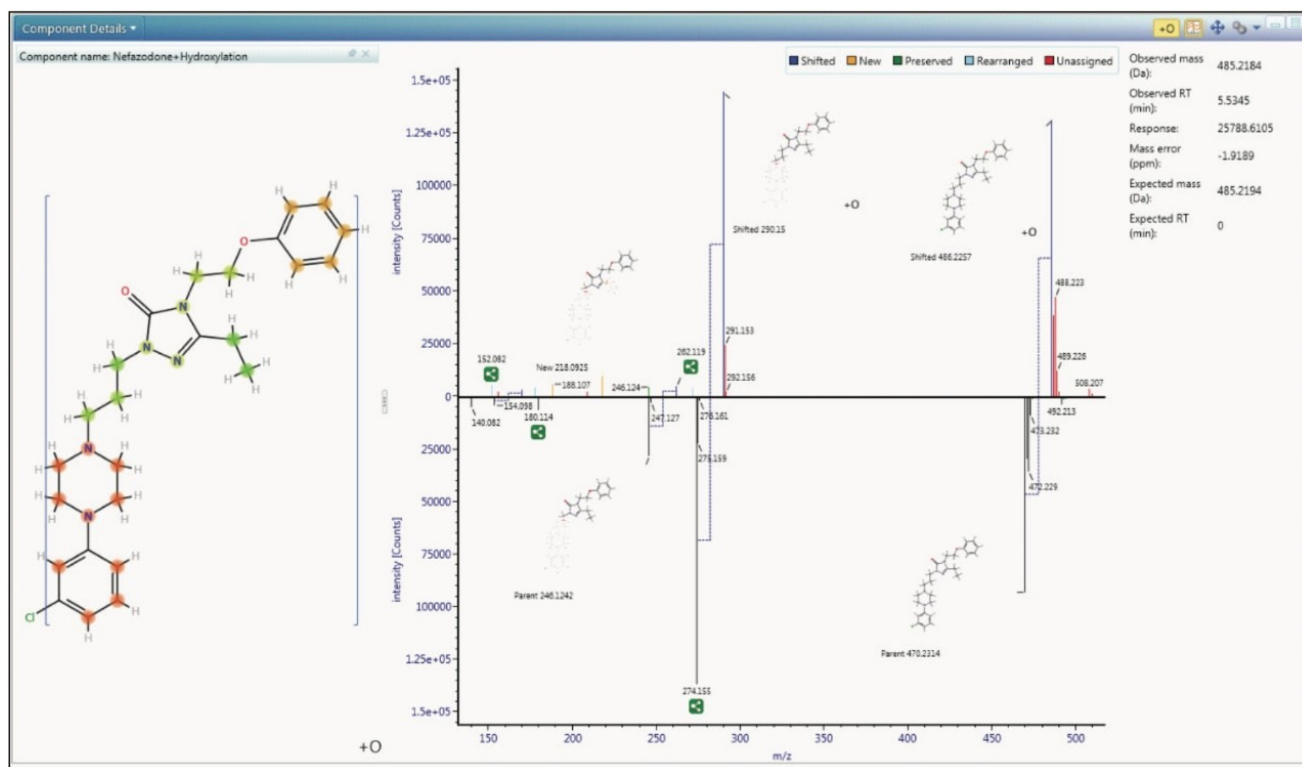 Component Details
+O
Component name: Nefazodone+Hydroxylation
Shifted New Preserved Rearranged Unassigned
Observed mass (Da): 485.2184
Observed RT (min): 5.5345
Response: 25788.6105
Mass error (ppm): -1.9189
Expected mass (Da): 485.2194
Expected RT (min): 0
H H H H H
O
H H H H
O N H H
N N H H H
H H
H H
H H
N
H H H H
H H H H
N
H H
Cl H
H
+O
intensity [Counts]
1.5e+05
1.25e+05
100000
75000
50000
25000
0
+O
Shifted 290.15
+O
Shifted 486.2257
488.223
489.226
508.207
291.153
292.156
262.119
New 218.0925
152.082
188.107
246.124
154.098
140.082
180.114
247.127
276.161
275.159
492.213
473.232
472.229
intensity [Counts]
25000
50000
75000
100000
1.25e+05
1.5e+05
Parent 246.1242
Parent 470.2314
274.155
150 200 250 300 350 400 450 500
m/z